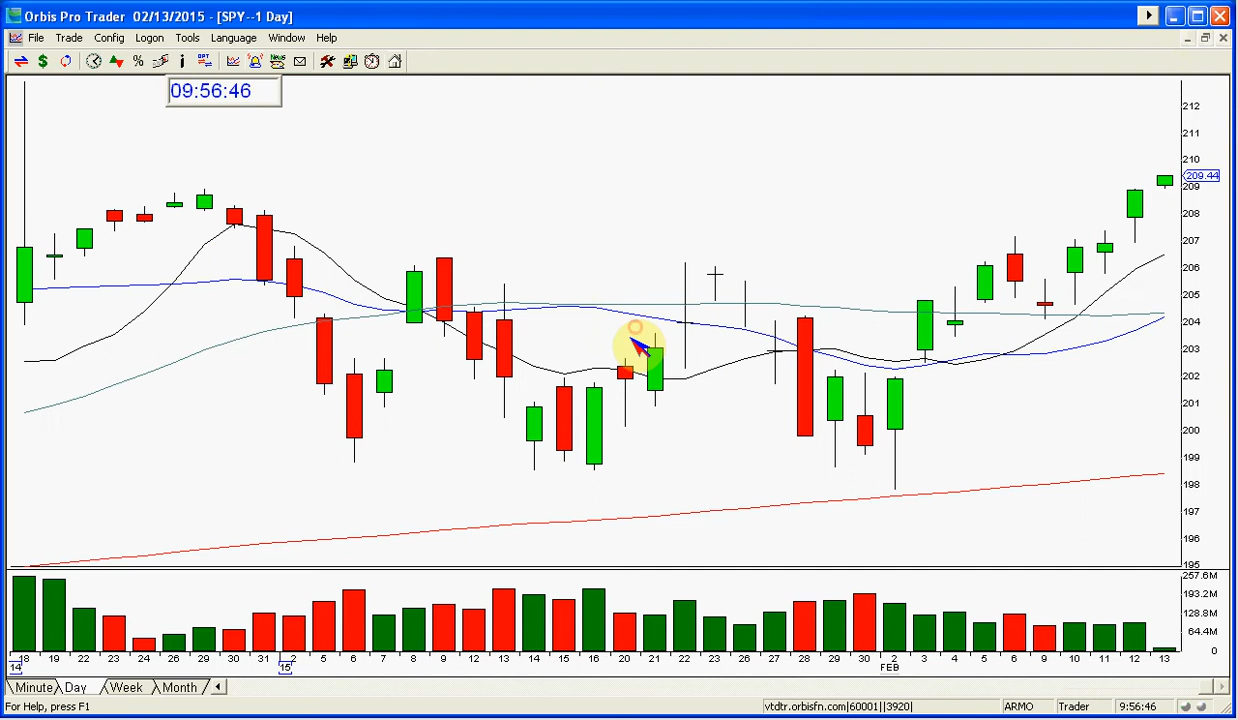 Orbis Pro Trader 02/13/2015 - [SPY--1 Day]
File Trade Config Logon Tools Language Window Help
09:56:46
212
211
210
209.44
209
208
207
206
205
204
203
202
201
200
199
198
197
196
195
257.6M
193.2M
128.8M
64.4M
0
18 19 22 23 24 26 29 30 31 2 5 6 7 8 9 12 13 14 15 16 20 21 22 23 26 27 28 29 30 2 3 4 5 6 9 10 11 12 13
14 15 FEB
Minute Day Week Month
For Help, press F1 vtdtr.orbisfn.com|60001||3920| ARMO Trader 9:56:46